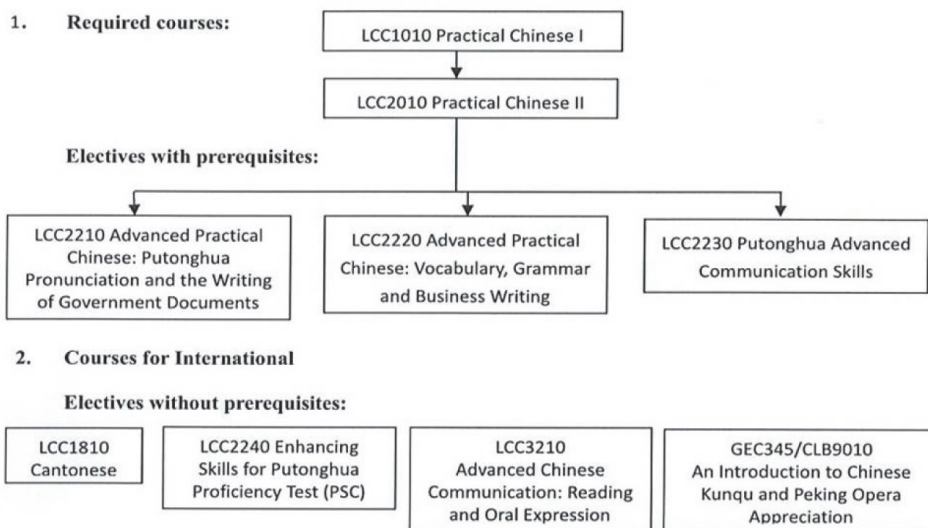 1. Required courses:
LCC1010 Practical Chinese I
LCC2010 Practical Chinese II
Electives with prerequisites:
LCC2210 Advanced Practical
Chinese: Putonghua
Pronunciation and the Writing
of Government Documents
LCC2220 Advanced Practical
Chinese: Vocabulary, Grammar
and Business Writing
LCC2230 Putonghua Advanced
Communication Skills
2. Courses for International
Electives without prerequisites:
LCC1810
Cantonese
LCC2240 Enhancing
Skills for Putonghua
Proficiency Test (PSC)
LCC3210
Advanced Chinese
Communication: Reading
and Oral Expression
GEC345/CLB9010
An Introduction to Chinese
Kunqu and Peking Opera
Appreciation